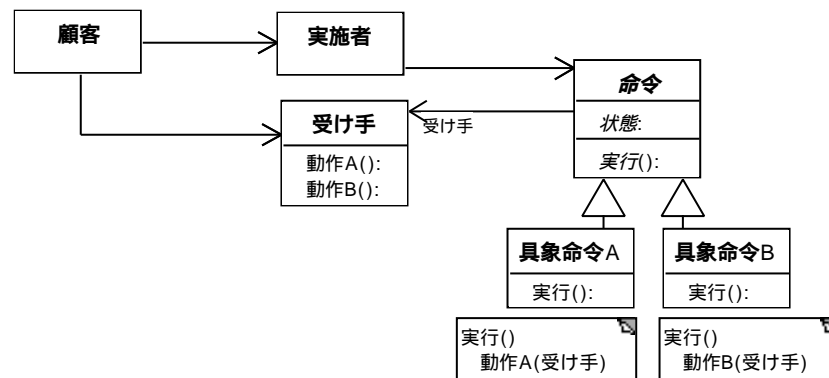 顧客
実施者
命令
状態:
実行():
受け手
受け手
動作A():
動作B():
具象命令A
実行():
具象命令B
実行():
実行()
動作A(受け手)
実行()
動作B(受け手)